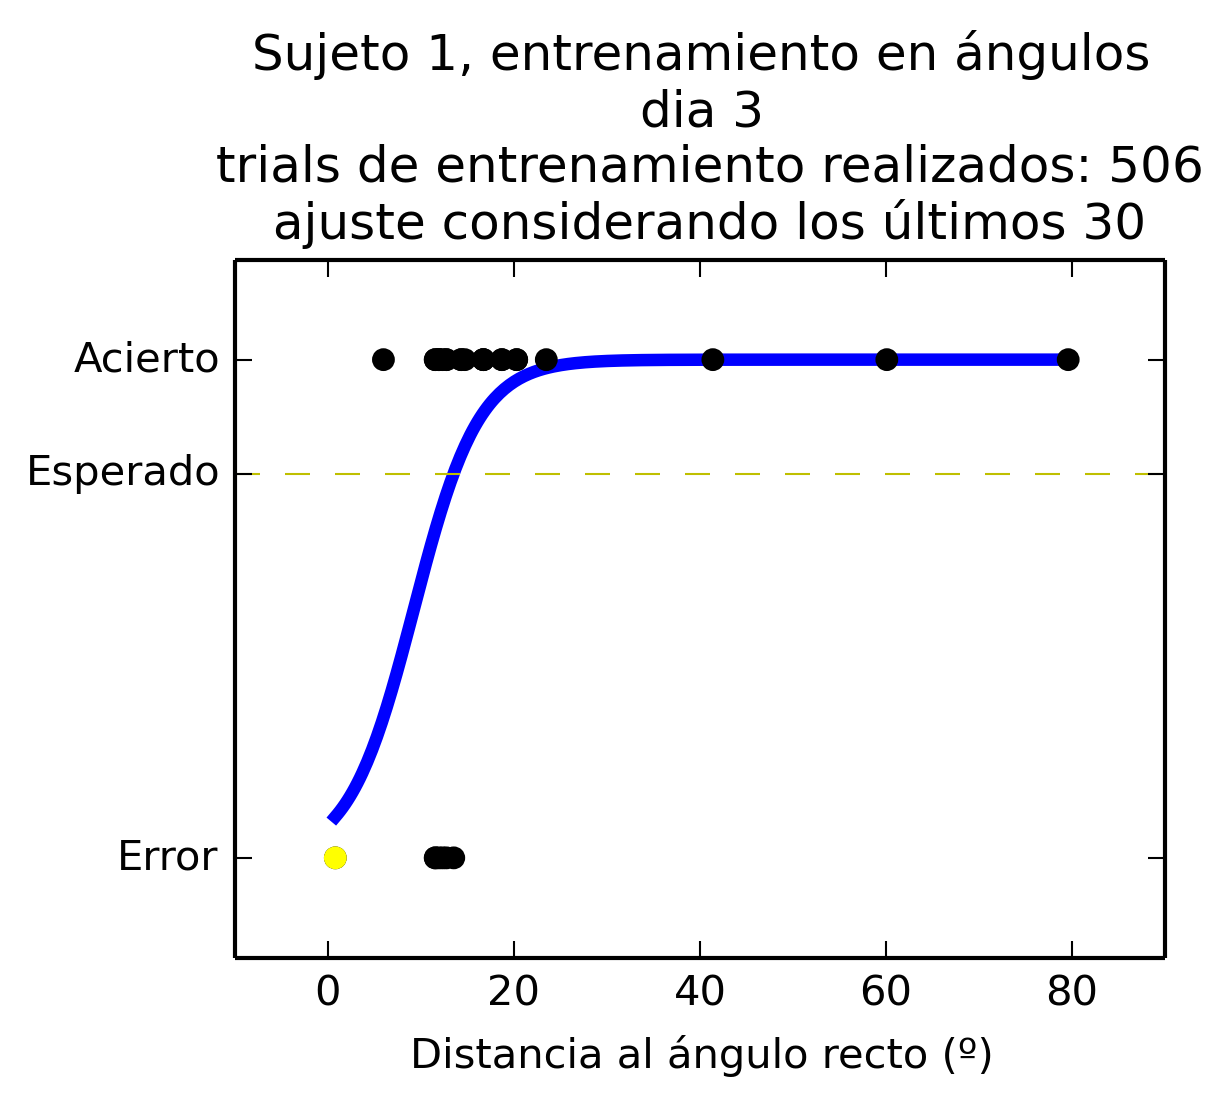 Sujeto 1, entrenamiento en ángulos
dia 3
trials de entrenamiento realizados: 506
ajuste considerando los últimos 30
Acierto
Esperado
Error
0 20 40 60 80
Distancia al ángulo recto (º)